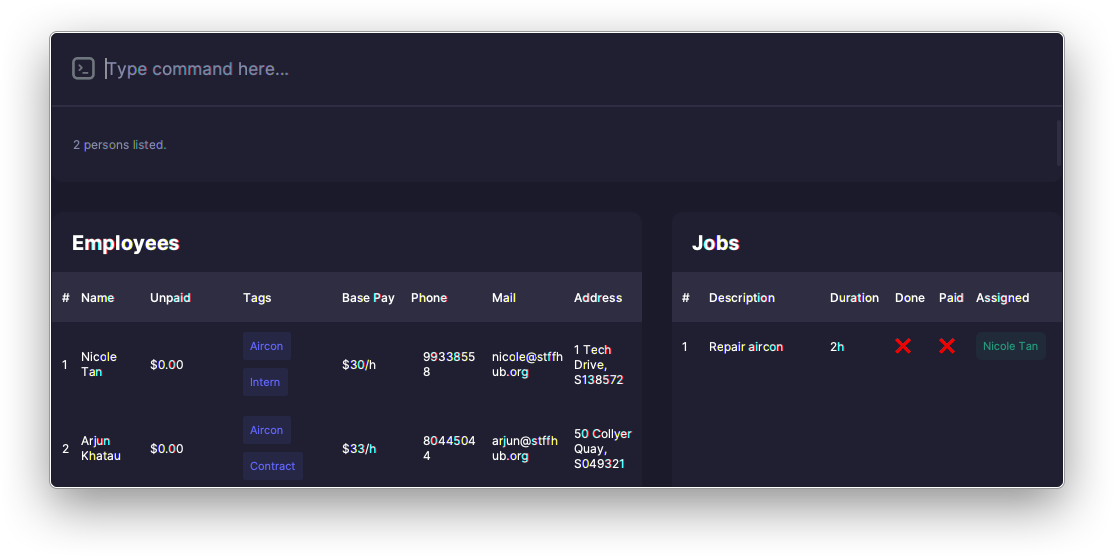 Type command here...
2 persons listed.
Employees
# Name Unpaid Tags Base Pay Phone Mail Address
1 Nicole Tan $0.00 Aircon Intern $30/h 99338558 nicole@stffhub.org 1 Tech Drive, S138572
2 Arjun Khatau $0.00 Aircon Contract $33/h 80445044 arjun@stffhub.org 50 Collyer Quay, S049321
Jobs
# Description Duration Done Paid Assigned
1 Repair aircon 2h ❌ ❌ Nicole Tan